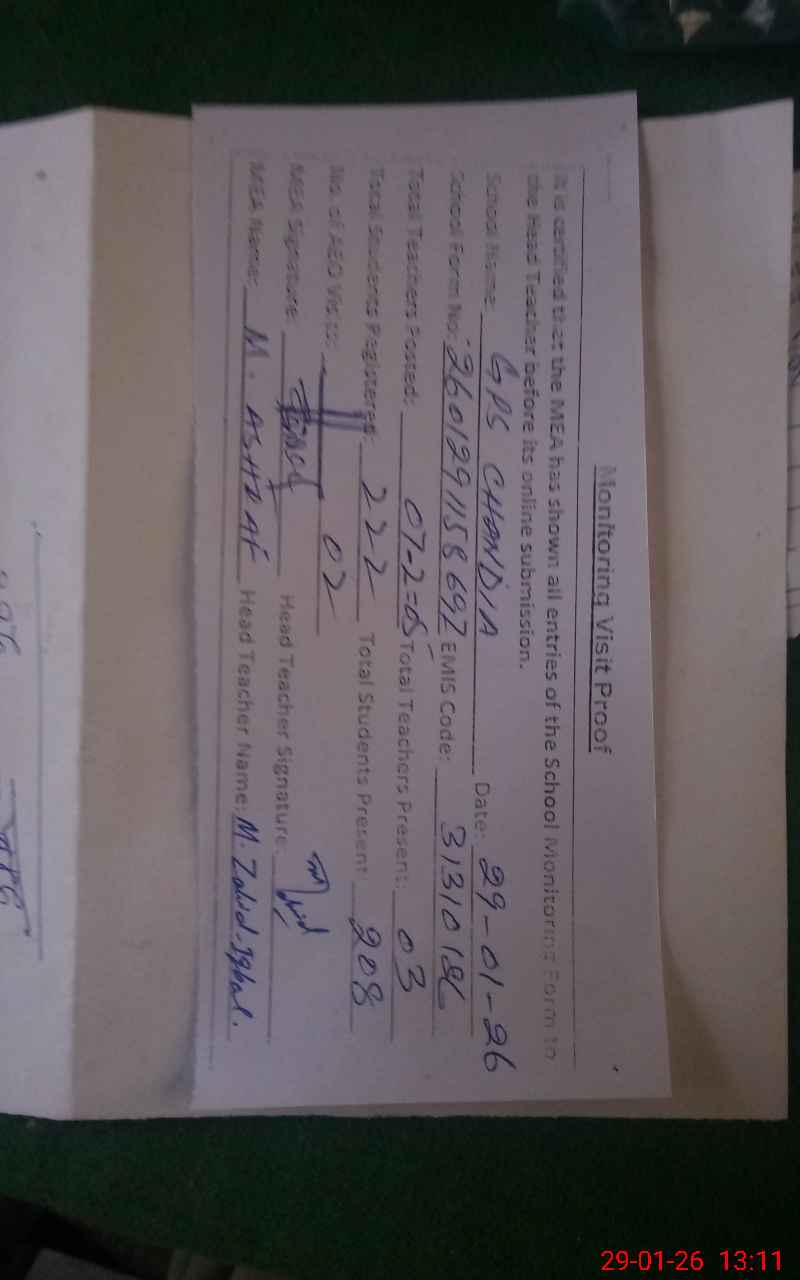 Monitoring Visit Proof
It is certified that the MEA has shown all entries of the School Monitoring Form to
the Head Teacher before its online submission.
School Name: GPS CHANDIA Date: 29-01-26
School Form No: 260129115869Z EMIS Code:
Total Teachers Posted: 07-2=05 Total Teachers Present: 03
Total Students Registered: 222 Total Students Present: 208
No. of AEO Visits: 02
MEA Signature: Head Teacher Signature:
MEA Name: M. ASHRAF Head Teacher Name: M. Zahid Iqbal.
29-01-26 13:11